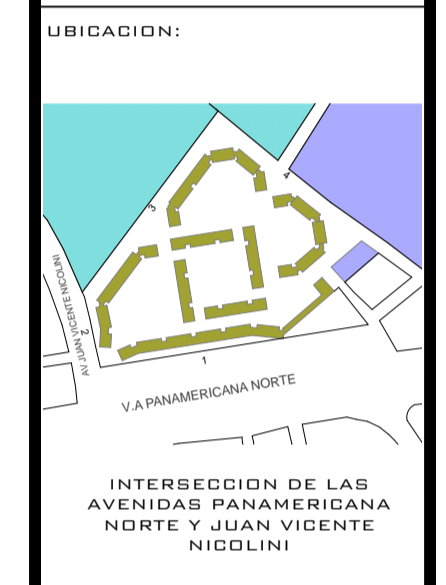 UBICACION:
4
3
AV JUAN VICENTE NICOLINI
2
1
V.A PANAMERICANA NORTE
INTERSECCION DE LAS
AVENIDAS PANAMERICANA
NORTE Y JUAN VICENTE
NICOLINI